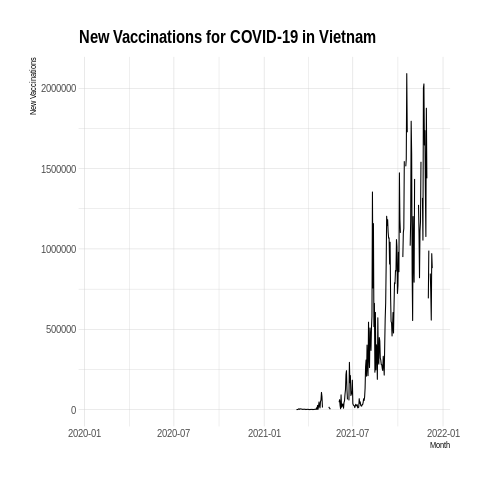 New Vaccinations for COVID-19 in Vietnam
New Vaccinations
2000000
1500000
1000000
500000
0
2020-01 2020-07 2021-01 2021-07 2022-01
Month